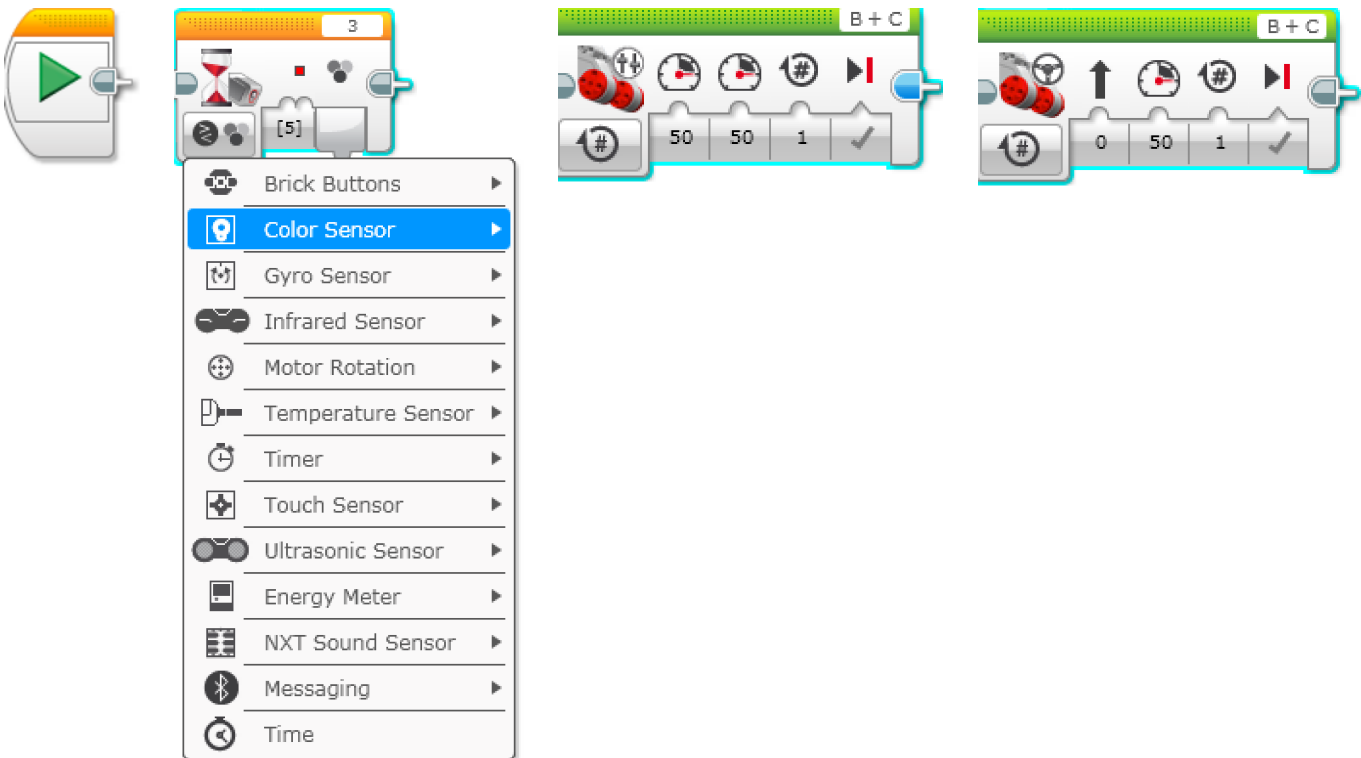 3
B + C
B + C
[5]
#
50
50
1
#
0
50
1
#
#
Brick Buttons
Color Sensor
Gyro Sensor
Infrared Sensor
Motor Rotation
Temperature Sensor
Timer
Touch Sensor
Ultrasonic Sensor
Energy Meter
NXT Sound Sensor
Messaging
Time